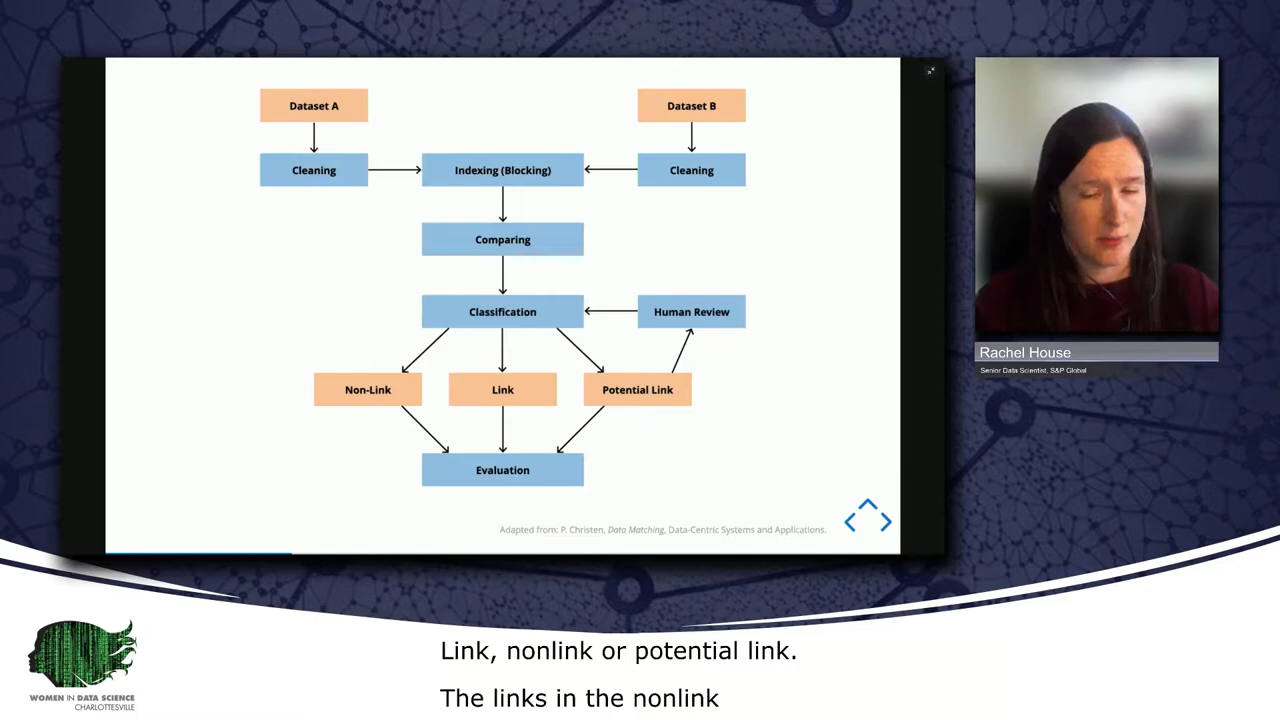 Dataset A
Dataset B
Cleaning
Indexing (Blocking)
Cleaning
Comparing
Classification
Human Review
Non-Link
Link
Potential Link
Evaluation
Adapted from: P. Christen, Data Matching, Data-Centric Systems and Applications.
Rachel House
Senior Data Scientist, S&P Global
WOMEN IN DATA SCIENCE
CHARLOTTESVILLE
Link, nonlink or potential link.
The links in the nonlink